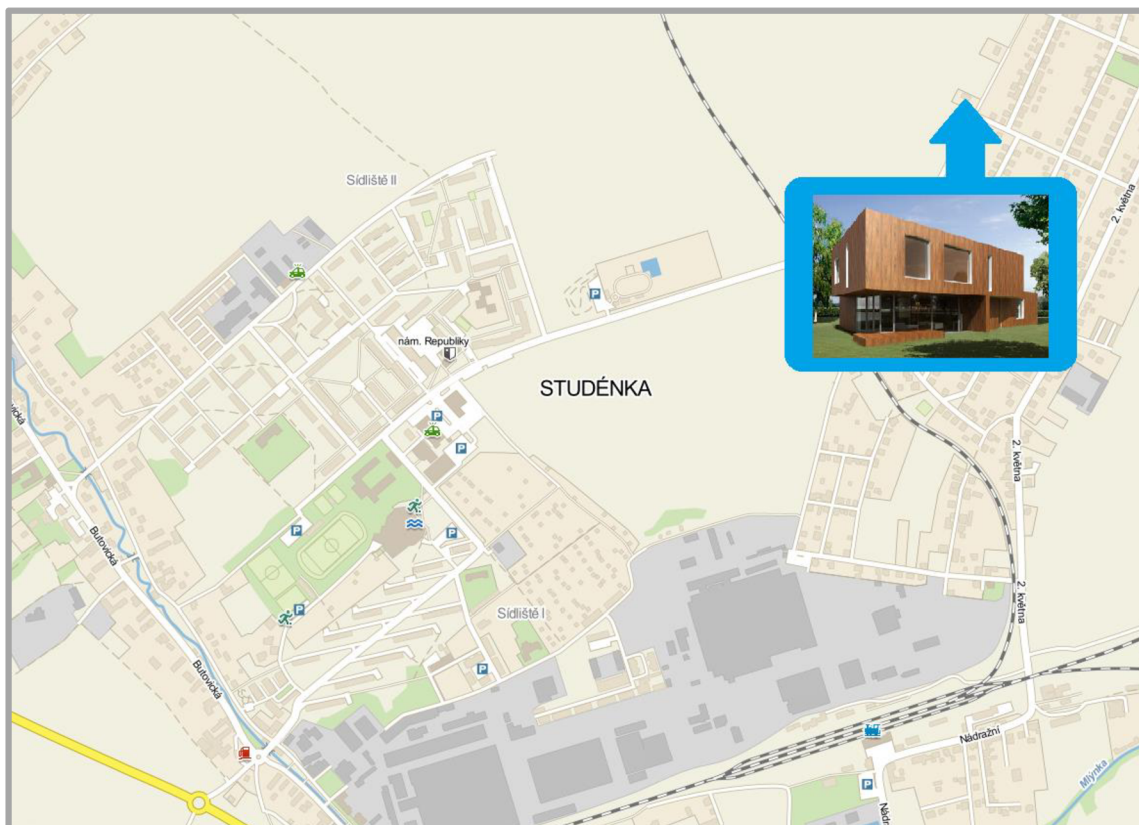 Sídliště II
2. května
nám. Republiky
STUDÉNKA
2. května
Butovická
Sídliště I
2. května
Butovická
Nádražní
Mlýnka
P
P
P
P
P
P
P
P